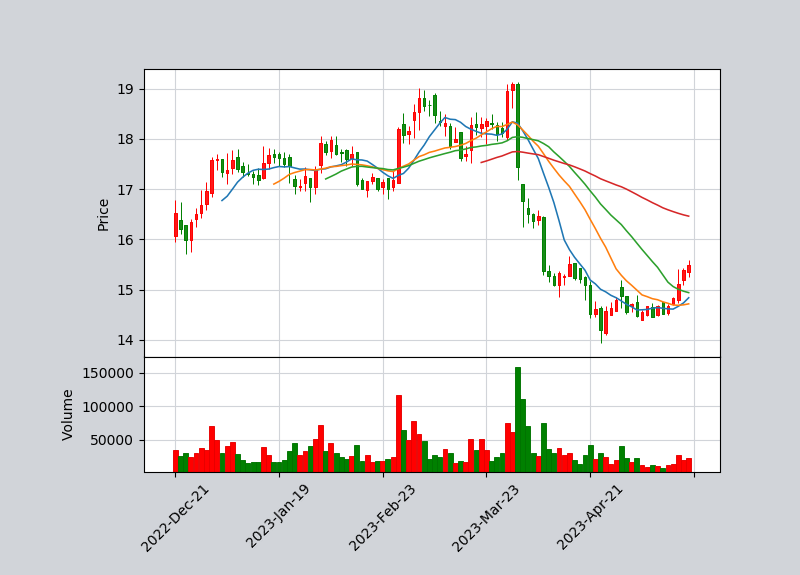 Price
19
18
17
16
15
14
Volume
150000
100000
50000
2022-Dec-21
2023-Jan-19
2023-Feb-23
2023-Mar-23
2023-Apr-21